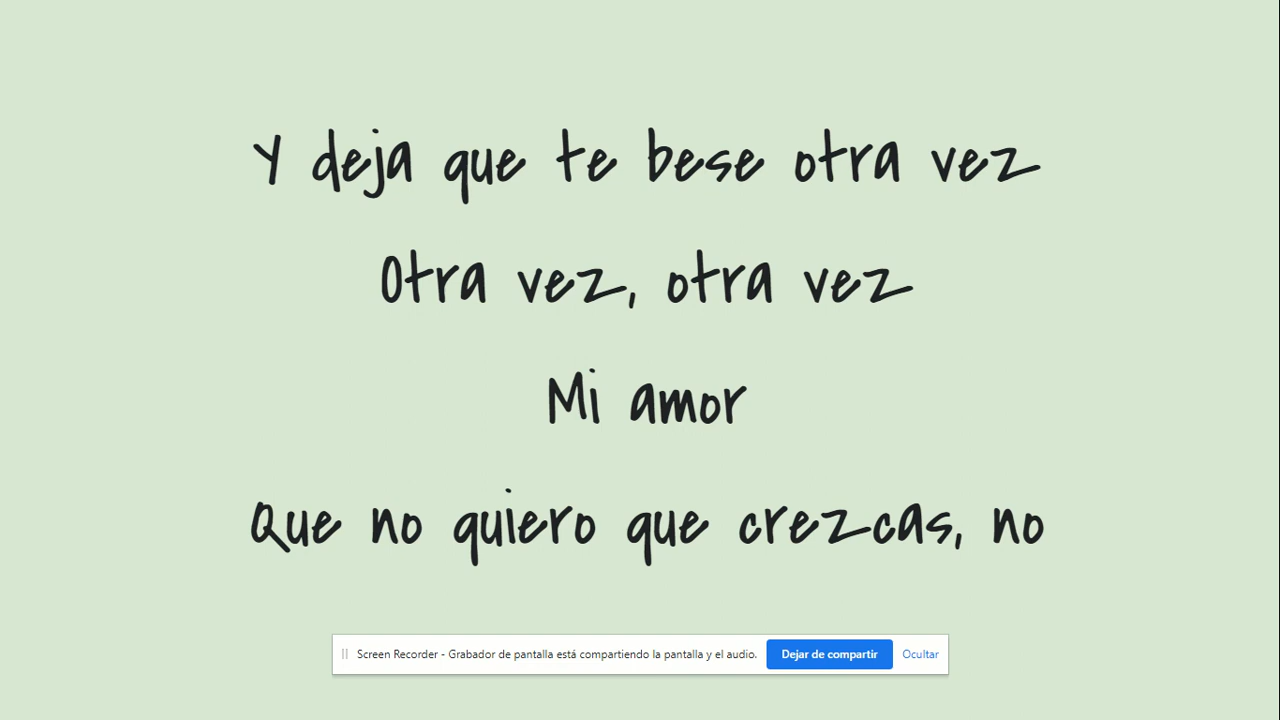 Y deja que te bese otra vez
Otra vez, otra vez
Mi amor
Que no quiero que crezcas, no
Screen Recorder - Grabador de pantalla está compartiendo la pantalla y el audio. Dejar de compartir Ocultar